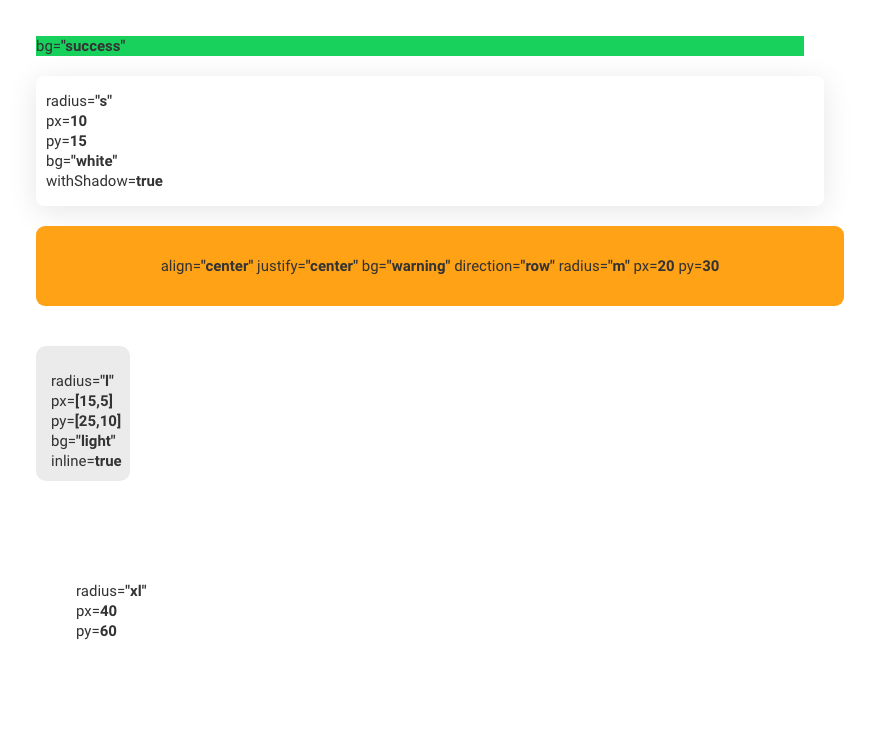 bg="success"
radius="s"
px=10
py=15
bg="white"
withShadow=true
align="center" justify="center" bg="warning" direction="row" radius="m" px=20 py=30
radius="l"
px=[15,5]
py=[25,10]
bg="light"
inline=true
radius="xl"
px=40
py=60